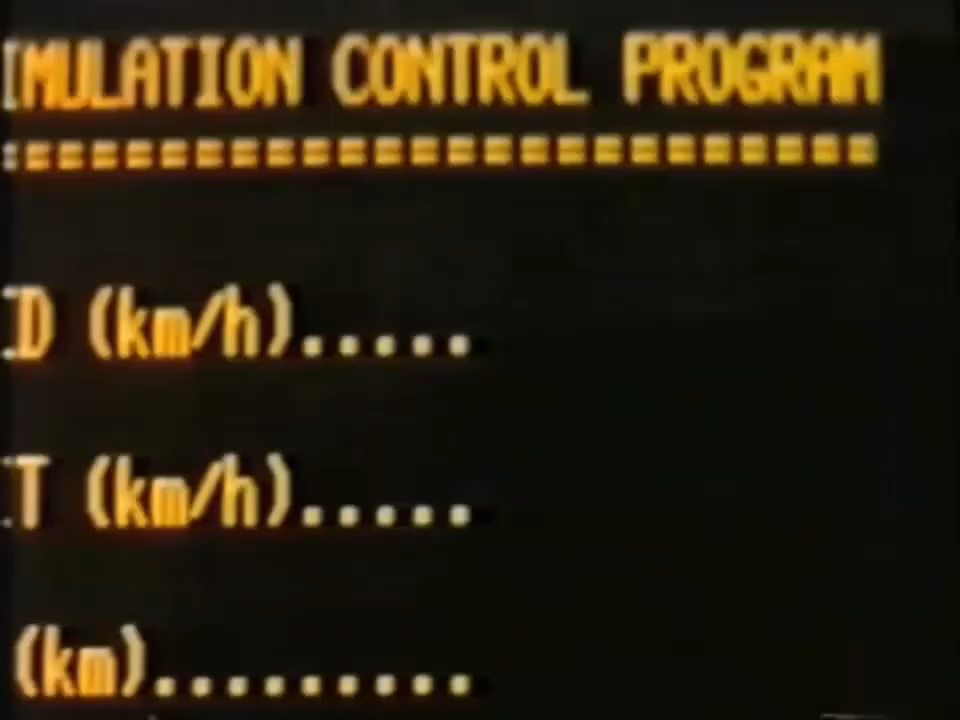 IMULATION CONTROL PROGRAM
:========================
D (km/h).....
T (km/h).....
(km).........